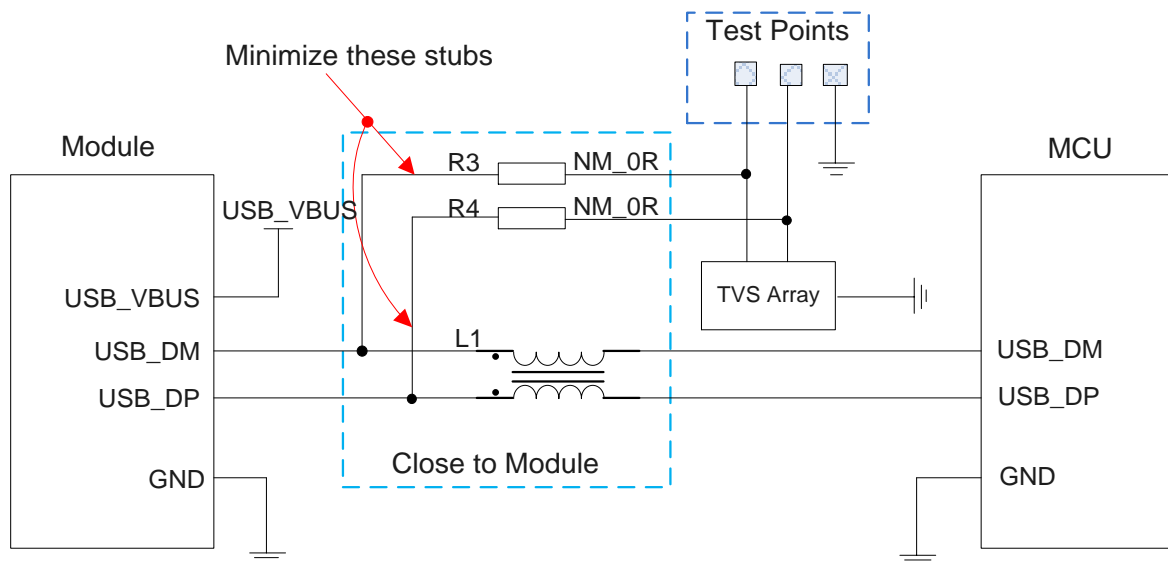 Test Points
Minimize these stubs
Module
MCU
R3
NM_0R
USB_VBUS
R4
NM_0R
USB_VBUS
TVS Array
USB_DM
L1
USB_DM
USB_DP
USB_DP
Close to Module
GND
GND